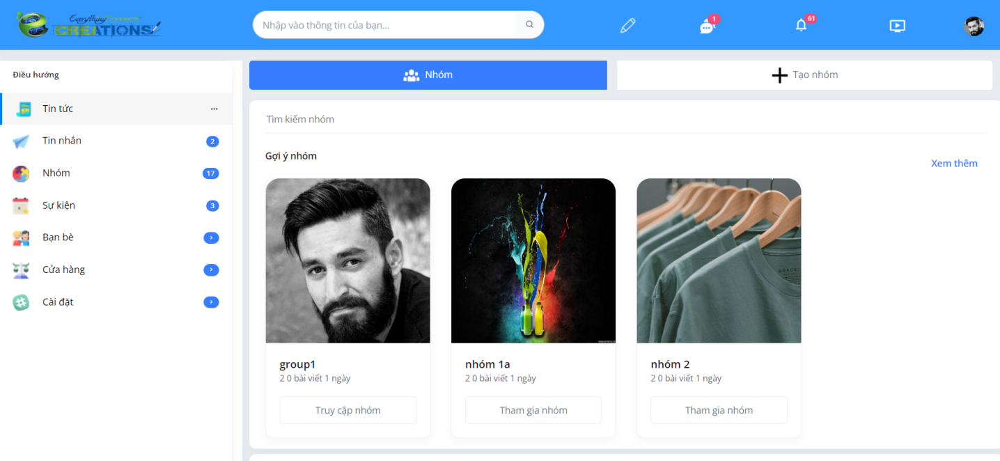 EverythingConnects
CREATIONS
Nhập vào thông tin của bạn...
1
61
Điều hướng
Tin tức
Tin nhắn
2
Nhóm
17
Sự kiện
3
Bạn bè
Cửa hàng
Cài đặt
Nhóm
Tạo nhóm
Tìm kiếm nhóm
Gợi ý nhóm
Xem thêm
group1
2 0 bài viết 1 ngày
Truy cập nhóm
nhóm 1a
2 0 bài viết 1 ngày
Tham gia nhóm
nhóm 2
2 0 bài viết 1 ngày
Tham gia nhóm